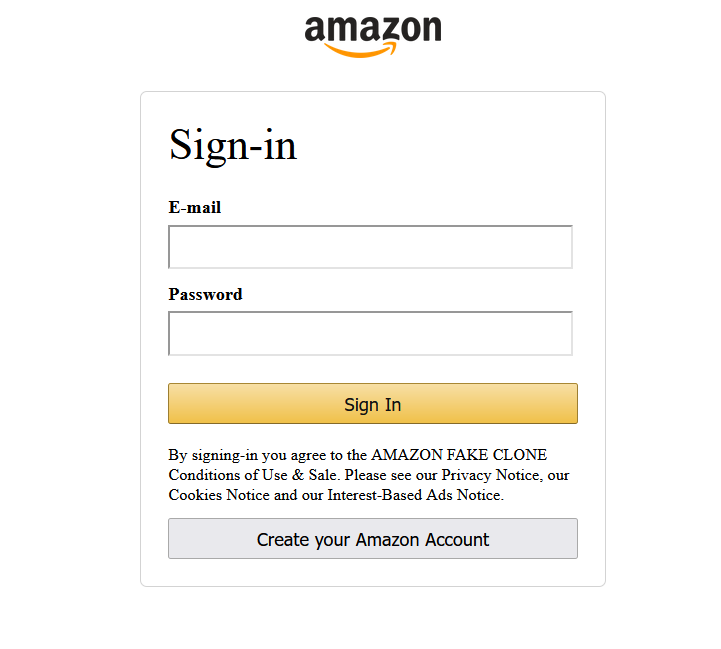 amazon
Sign-in
E-mail
Password
Sign In
By signing-in you agree to the AMAZON FAKE CLONE
Conditions of Use & Sale. Please see our Privacy Notice, our
Cookies Notice and our Interest-Based Ads Notice.
Create your Amazon Account